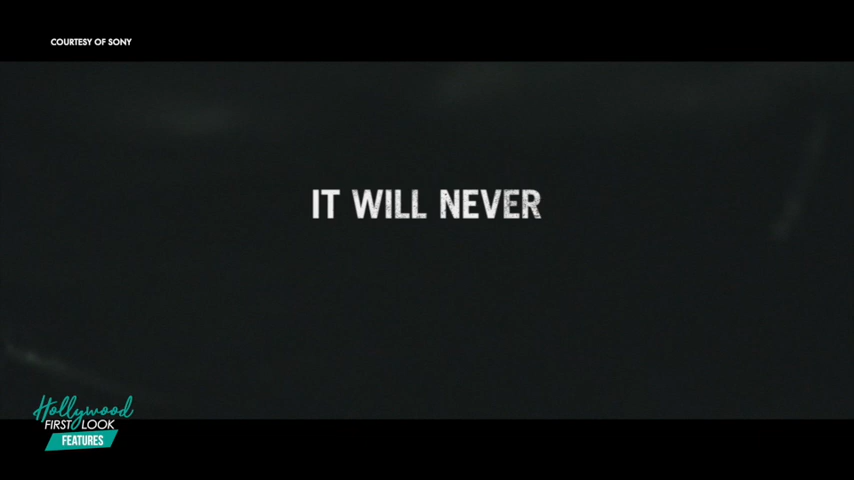 COURTESY OF SONY
IT WILL NEVER
Hollywood
FIRST LOOK
FEATURES